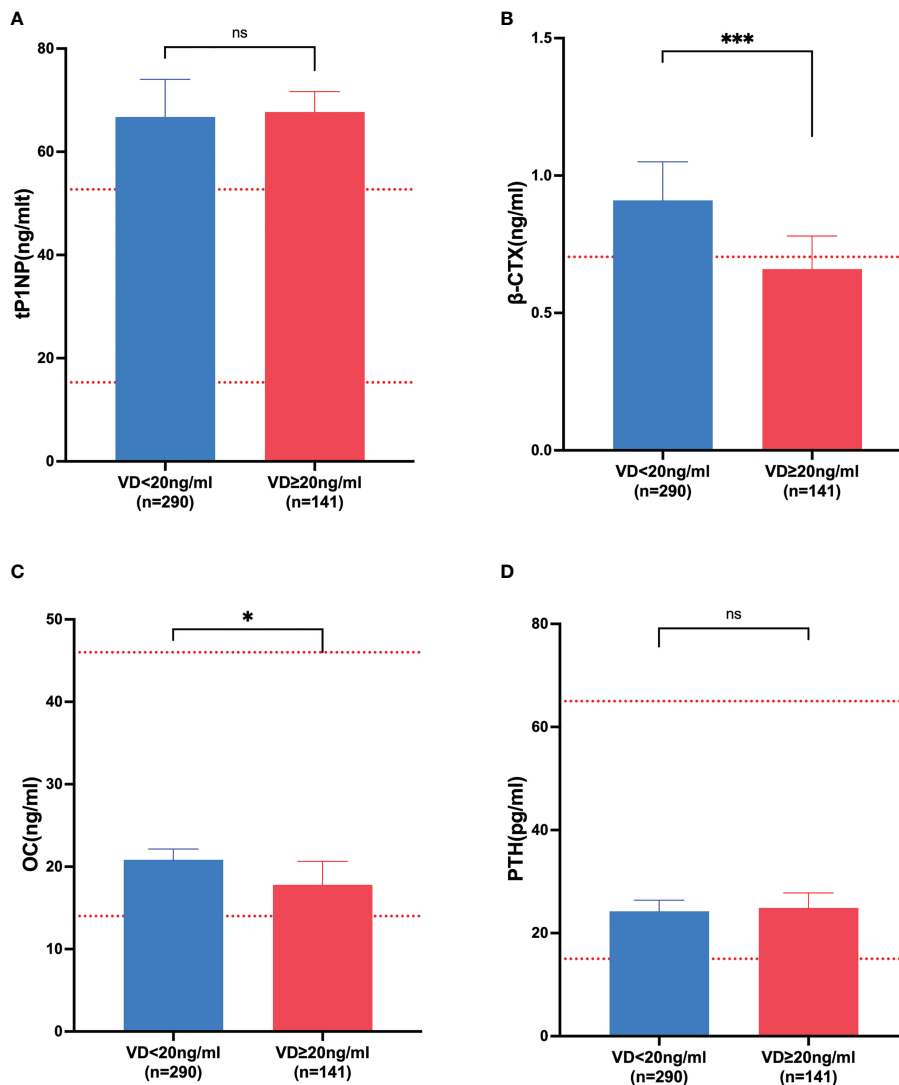 A
80
60
40
20
0
tP1NP(ng/mlt)
ns
VD<20ng/ml
(n=290)
VD≥20ng/ml
(n=141)
B
1.5
1.0
0.5
0.0
β-CTX(ng/ml)
***
VD<20ng/ml
(n=290)
VD≥20ng/ml
(n=141)
C
50
40
30
20
10
0
OC(ng/ml)
*
VD<20ng/ml
(n=290)
VD≥20ng/ml
(n=141)
D
80
60
40
20
0
PTH(pg/ml)
ns
VD<20ng/ml
(n=290)
VD≥20ng/ml
(n=141)